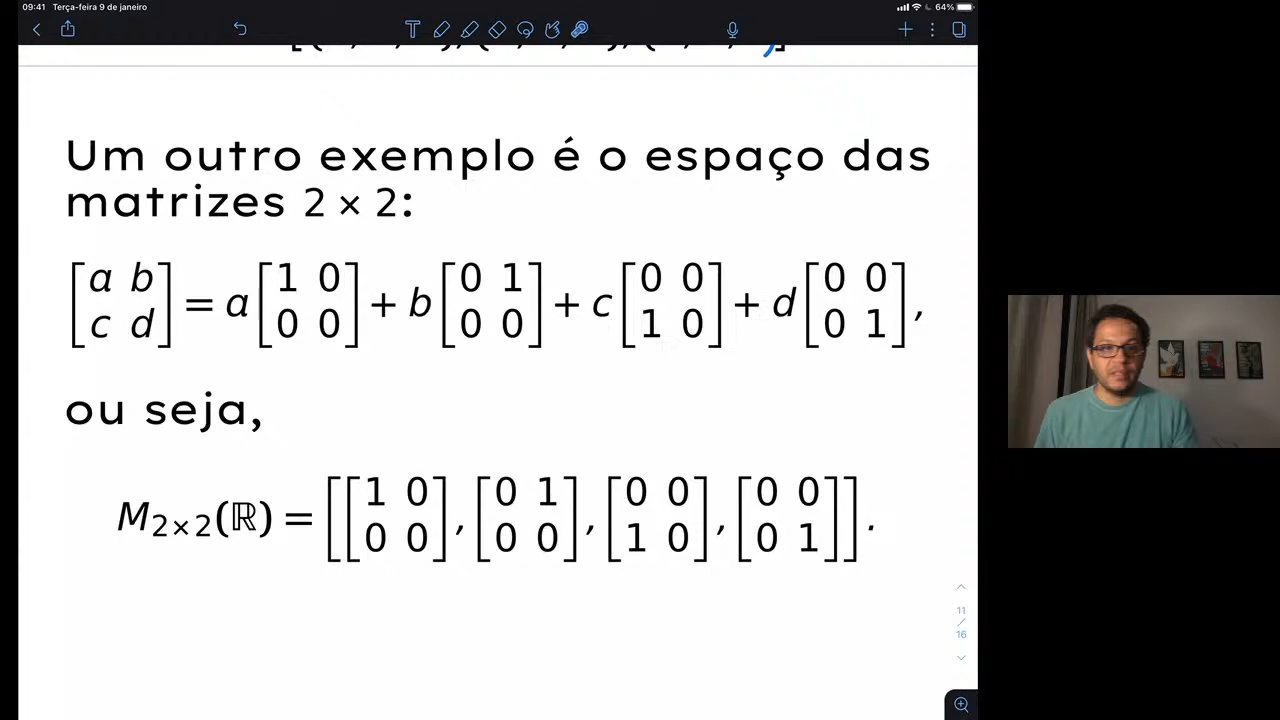 09:41 Terça-feira 9 de janeiro 64%
Um outro exemplo é o espaço das
matrizes 2 × 2:
[a b; c d] = a [1 0; 0 0] + b [0 1; 0 0] + c [0 0; 1 0] + d [0 0; 0 1],
ou seja,
M₂ₓ₂(ℝ) = [[1 0; 0 0], [0 1; 0 0], [0 0; 1 0], [0 0; 0 1]].
11
/
16